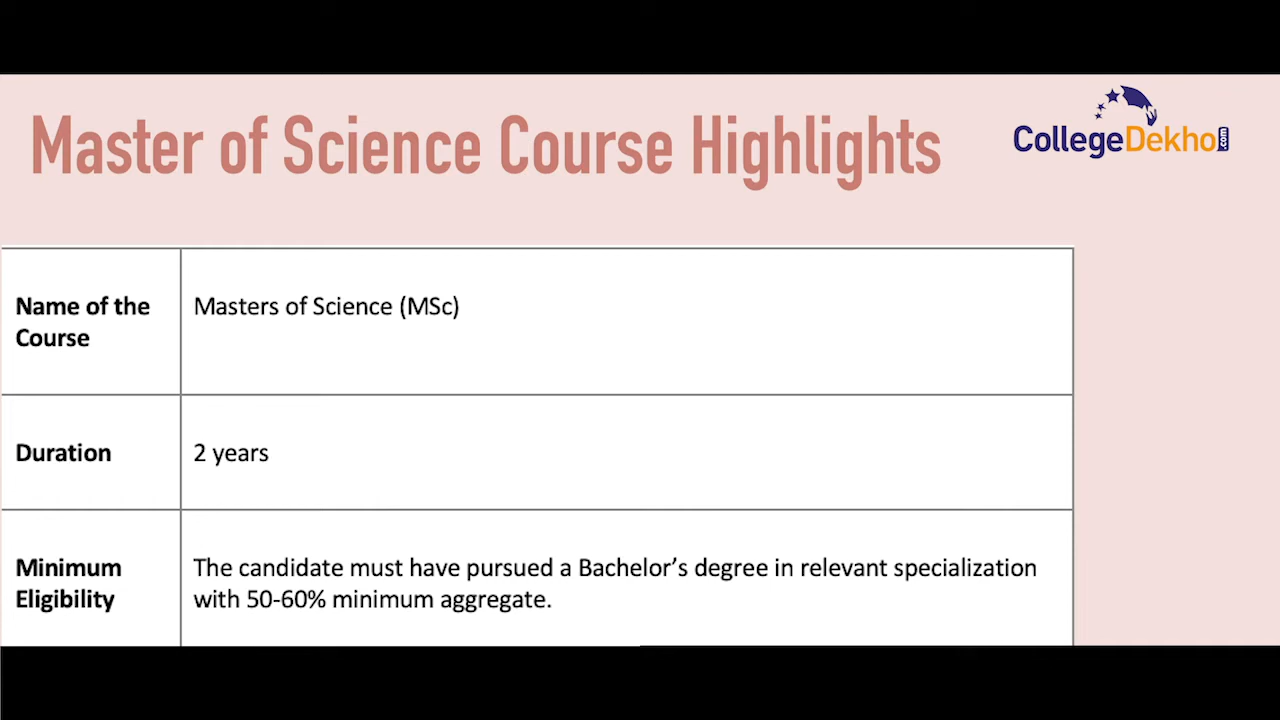 Master of Science Course Highlights
CollegeDekho.com
Name of the
Course
Masters of Science (MSc)
Duration
2 years
Minimum
Eligibility
The candidate must have pursued a Bachelor’s degree in relevant specialization
with 50-60% minimum aggregate.